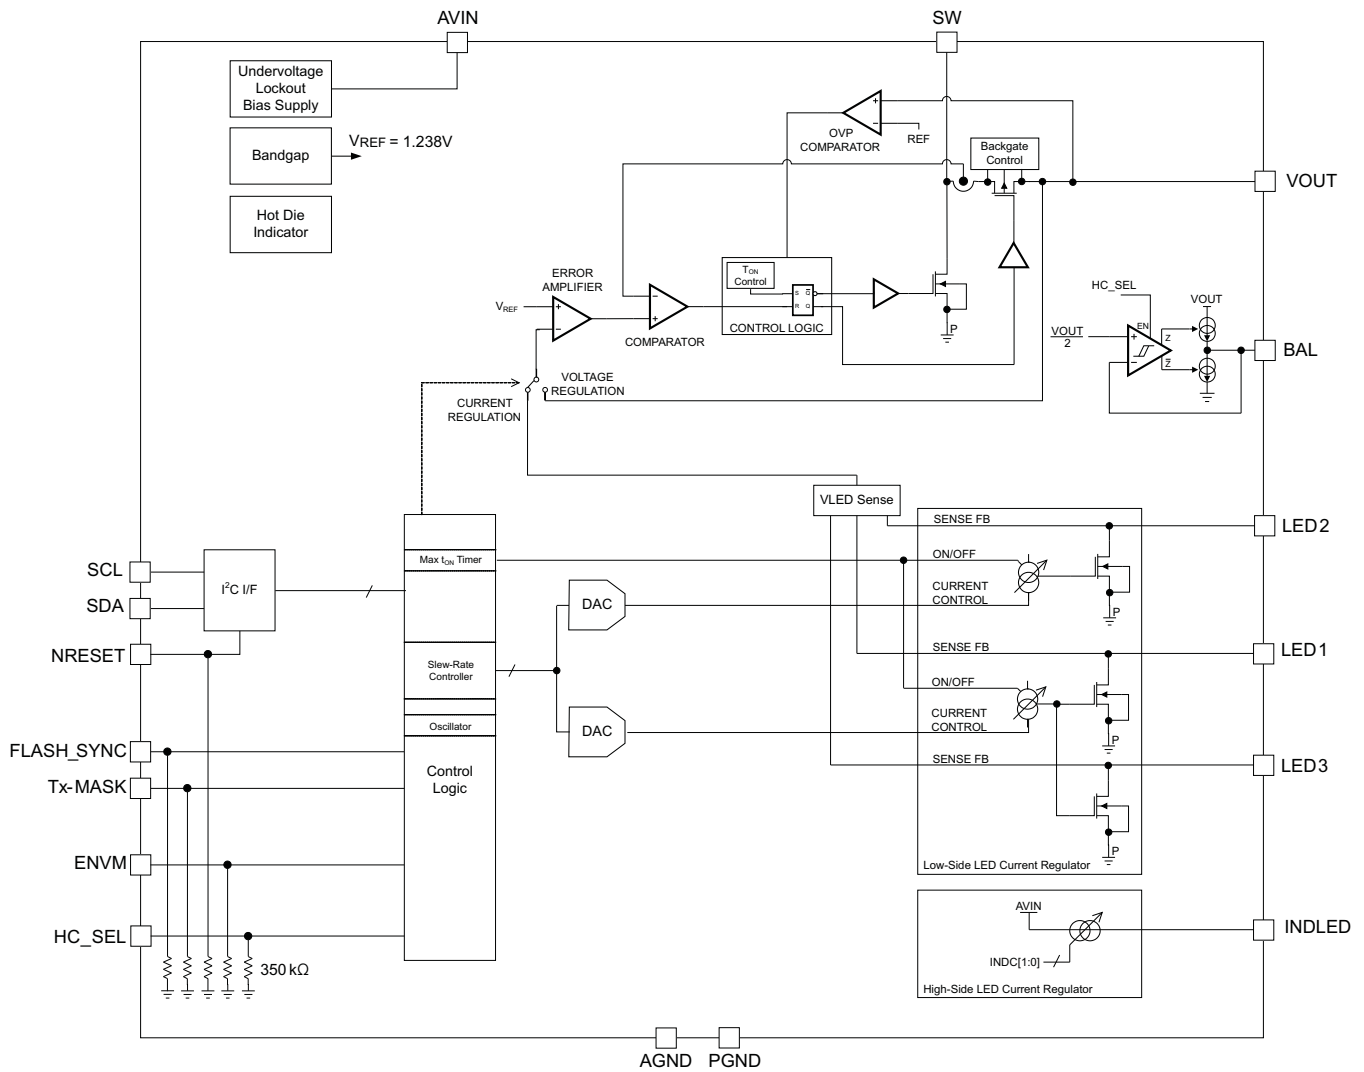 AVIN
SW
Undervoltage
Lockout
Bias Supply
Bandgap
VREF = 1.238V
Hot Die
Indicator
+
−
OVP
COMPARATOR
REF
Backgate
Control
VOUT
ERROR
AMPLIFIER
VREF
+
−
−
+
COMPARATOR
TON
Control
S
Q̅
R
Q
CONTROL LOGIC
P
HC_SEL
VOUT
VOUT
2
EN
+
−
Z
Z̅
BAL
VOLTAGE
REGULATION
CURRENT
REGULATION
VLED Sense
SENSE FB
LED2
Max tON Timer
ON/OFF
SCL
SDA
I²C I/F
DAC
CURRENT
CONTROL
P
NRESET
SENSE FB
LED1
Slew-Rate
Controller
ON/OFF
Oscillator
DAC
CURRENT
CONTROL
P
FLASH_SYNC
SENSE FB
LED3
Tx-MASK
Control
Logic
P
ENVM
Low-Side LED Current Regulator
HC_SEL
AVIN
INDLED
350 kΩ
INDC[1:0]
High-Side LED Current Regulator
AGND
PGND